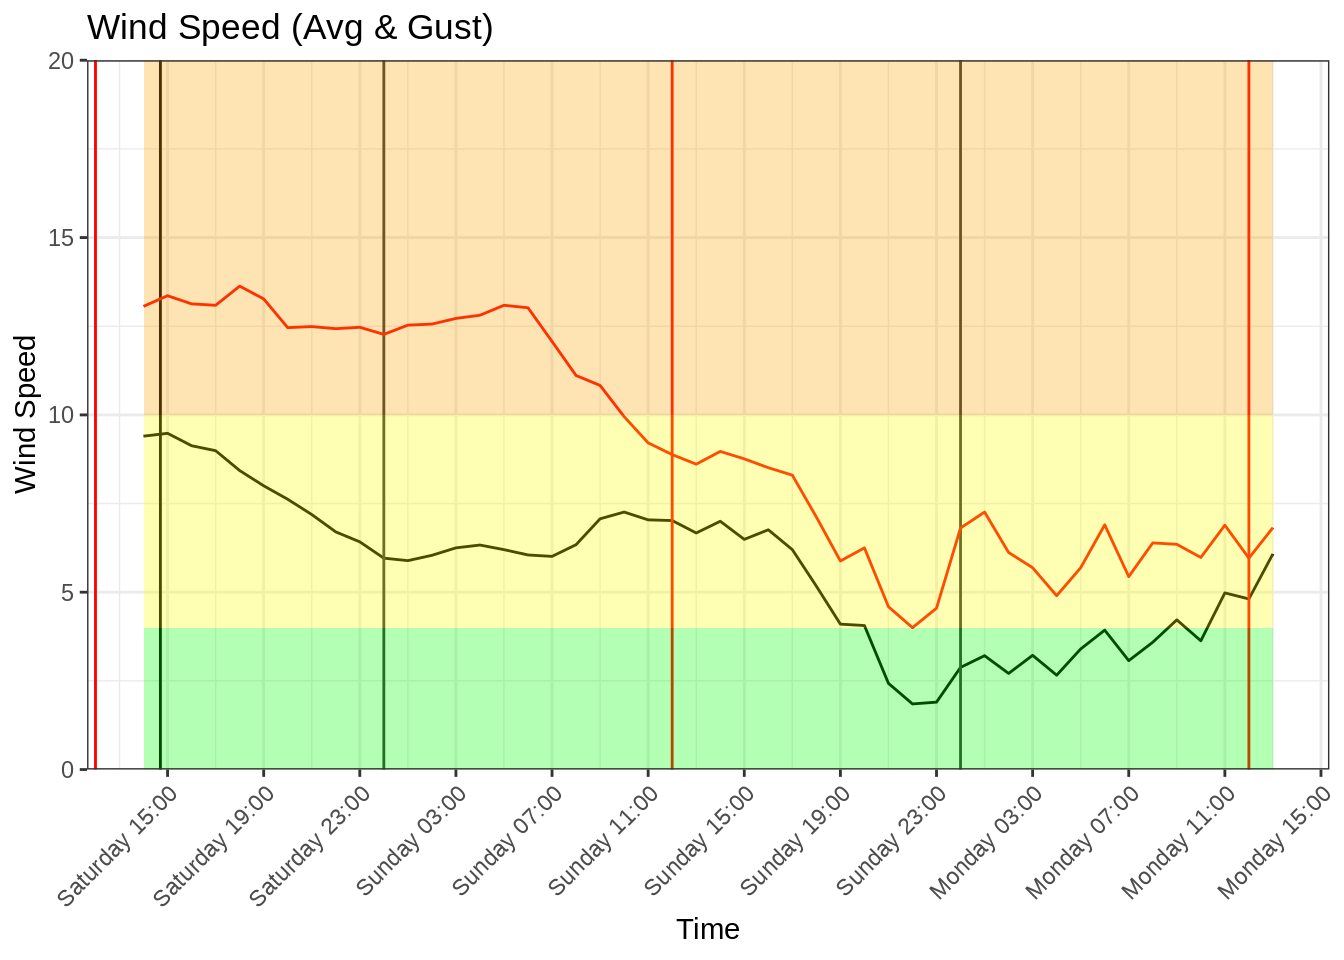 Wind Speed (Avg & Gust)
20
15
10
5
0
Wind Speed
Saturday 15:00
Saturday 19:00
Saturday 23:00
Sunday 03:00
Sunday 07:00
Sunday 11:00
Sunday 15:00
Sunday 19:00
Sunday 23:00
Monday 03:00
Monday 07:00
Monday 11:00
Monday 15:00
Time